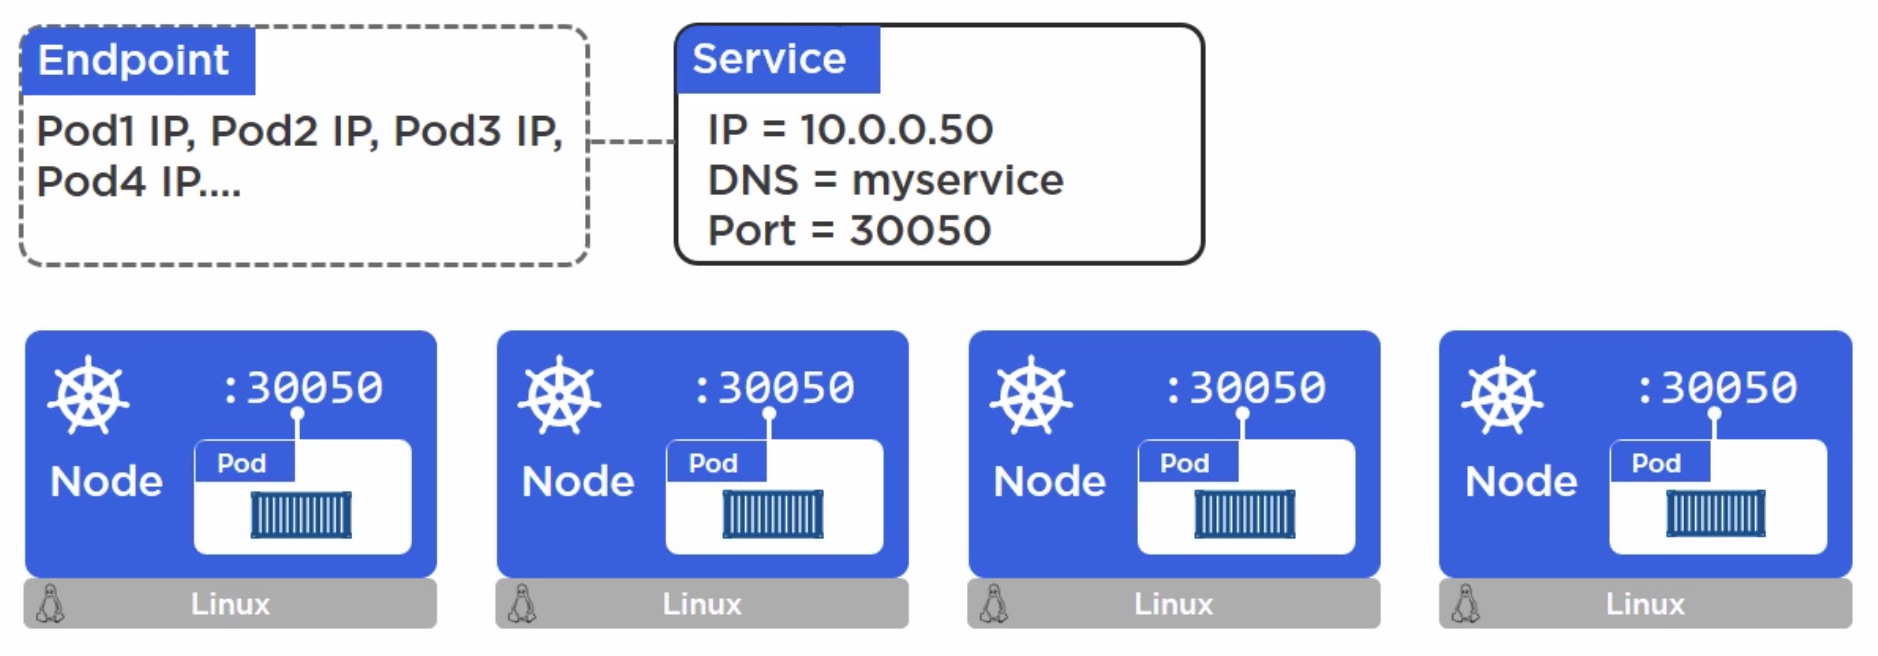 Endpoint
Pod1 IP, Pod2 IP, Pod3 IP,
Pod4 IP....
Service
IP = 10.0.0.50
DNS = myservice
Port = 30050
:30050
Pod
Node
Linux
:30050
Pod
Node
Linux
:30050
Pod
Node
Linux
:30050
Pod
Node
Linux